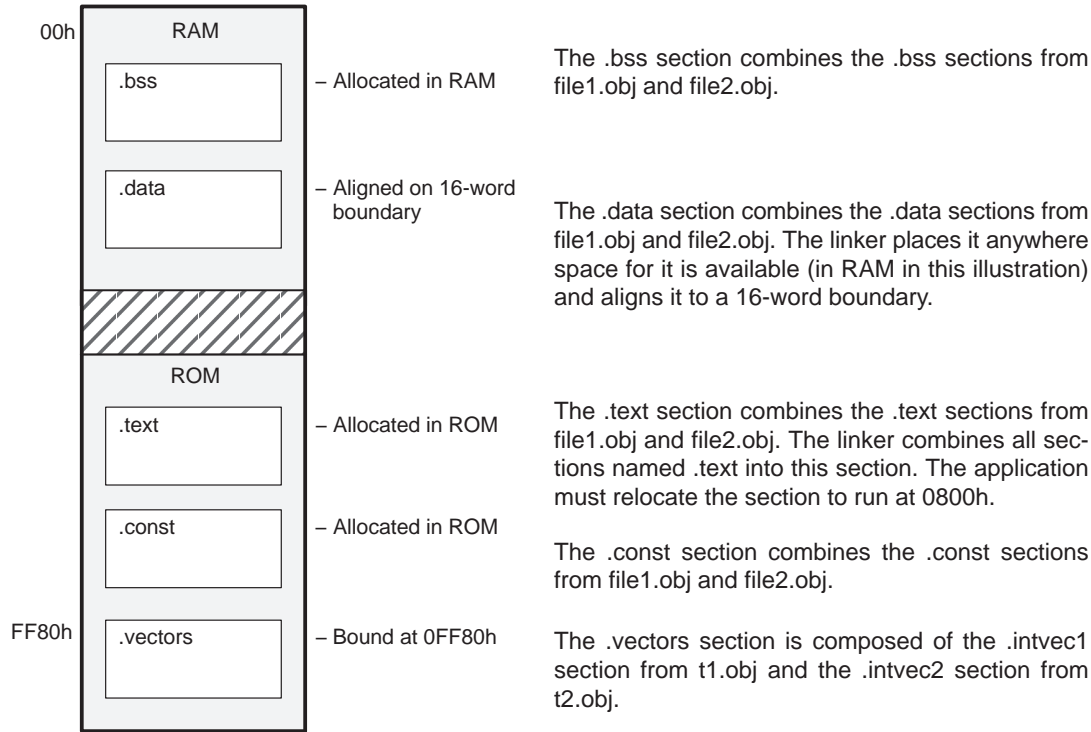 00h
RAM
.bss
– Allocated in RAM
The .bss section combines the .bss sections from
file1.obj and file2.obj.
.data
– Aligned on 16-word
boundary
The .data section combines the .data sections from
file1.obj and file2.obj. The linker places it anywhere
space for it is available (in RAM in this illustration)
and aligns it to a 16-word boundary.
ROM
.text
– Allocated in ROM
The .text section combines the .text sections from
file1.obj and file2.obj. The linker combines all sec-
tions named .text into this section. The application
must relocate the section to run at 0800h.
.const
– Allocated in ROM
The .const section combines the .const sections
from file1.obj and file2.obj.
FF80h
.vectors
– Bound at 0FF80h
The .vectors section is composed of the .intvec1
section from t1.obj and the .intvec2 section from
t2.obj.